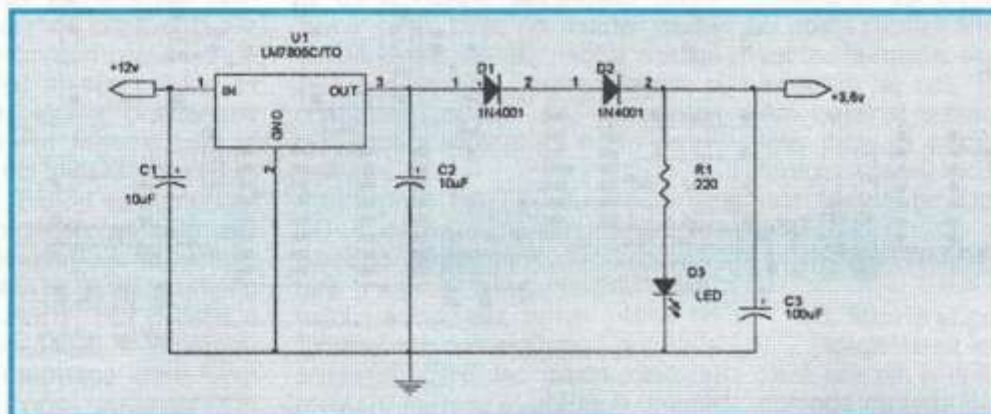 U1
LM7805C/TO
+12v
1
IN
OUT
3
GND
2
1
D1
2
1N4001
1
D2
2
1N4001
+3,6v
C1
+
10uF
C2
+
10uF
R1
220
D3
LED
C3
+
100uF